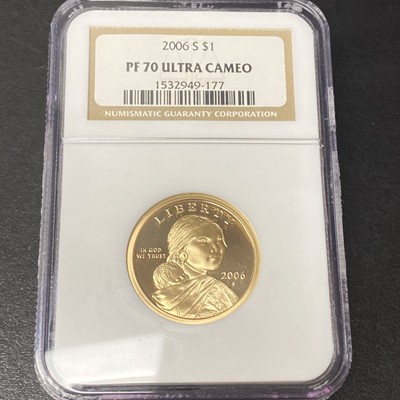 2006 S $1
PF 70 ULTRA CAMEO
1532949-177
NUMISMATIC GUARANTY CORPORATION
LIBERTY
IN GOD
WE TRUST
2006